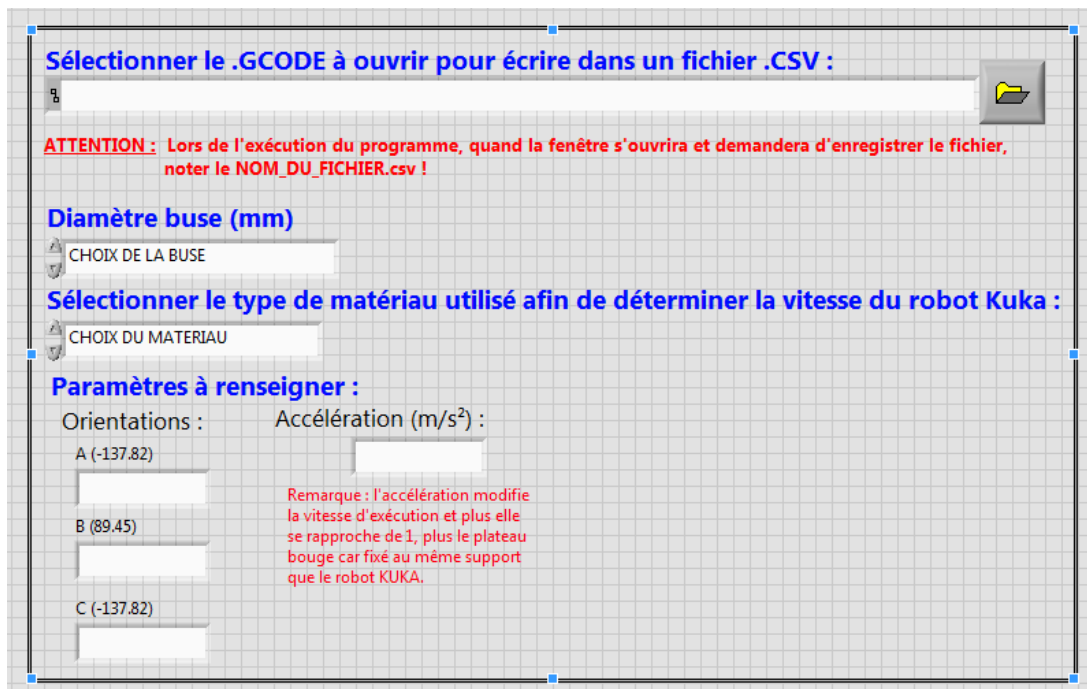 Sélectionner le .GCODE à ouvrir pour écrire dans un fichier .CSV :
ATTENTION : Lors de l'exécution du programme, quand la fenêtre s'ouvrira et demandera d'enregistrer le fichier,
noter le NOM_DU_FICHIER.csv !
Diamètre buse (mm)
CHOIX DE LA BUSE
Sélectionner le type de matériau utilisé afin de déterminer la vitesse du robot Kuka :
CHOIX DU MATERIAU
Paramètres à renseigner :
Orientations :
A (-137.82)
B (89.45)
C (-137.82)
Accélération (m/s²) :
Remarque : l'accélération modifie
la vitesse d'exécution et plus elle
se rapproche de 1, plus le plateau
bouge car fixé au même support
que le robot KUKA.